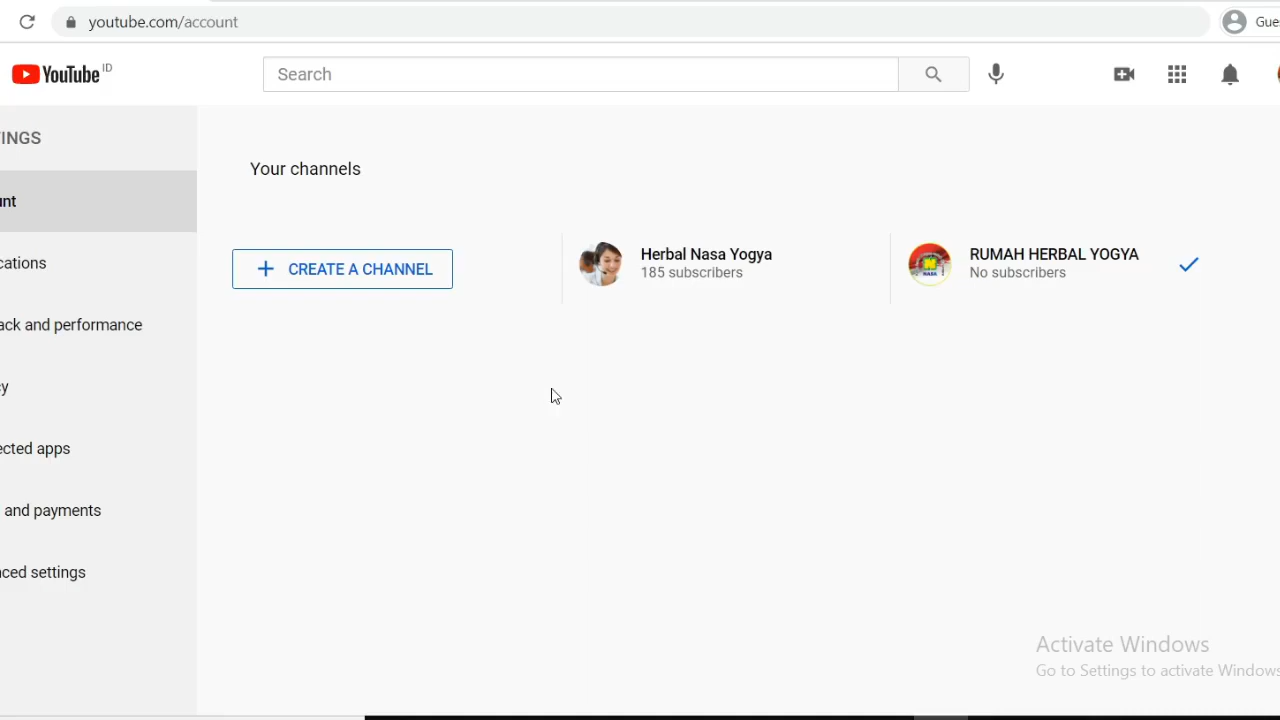 youtube.com/account
Gue
YouTube ID
Search
INGS
unt
cations
ack and performance
cy
ected apps
and payments
nced settings
Your channels
+ CREATE A CHANNEL
Herbal Nasa Yogya
185 subscribers
NASA
RUMAH HERBAL YOGYA
No subscribers
Activate Windows
Go to Settings to activate Windows